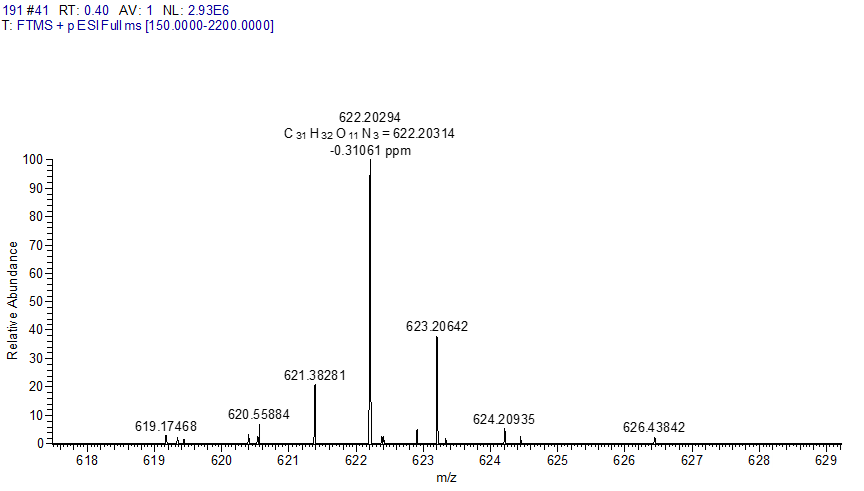 191 #41 RT: 0.40 AV: 1 NL: 2.93E6
T: FTMS + p ESI Full ms [150.0000-2200.0000]
622.20294
C 31 H 32 O 11 N 3 = 622.20314
-0.31061 ppm
100
90
80
70
60
50
40
30
20
10
0
Relative Abundance
623.20642
621.38281
620.55884
619.17468
624.20935
626.43842
618 619 620 621 622 623 624 625 626 627 628 629
m/z